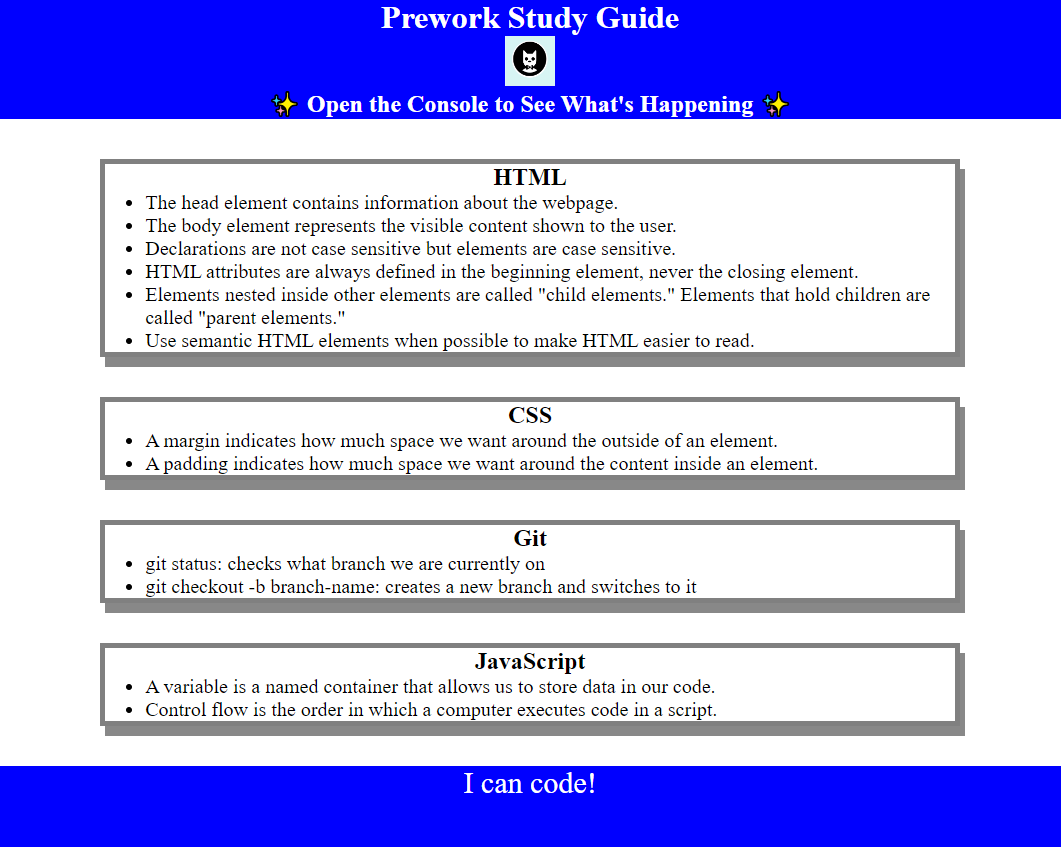 Prework Study Guide
✨ Open the Console to See What's Happening ✨
HTML
• The head element contains information about the webpage.
• The body element represents the visible content shown to the user.
• Declarations are not case sensitive but elements are case sensitive.
• HTML attributes are always defined in the beginning element, never the closing element.
• Elements nested inside other elements are called "child elements." Elements that hold children are
called "parent elements."
• Use semantic HTML elements when possible to make HTML easier to read.
CSS
• A margin indicates how much space we want around the outside of an element.
• A padding indicates how much space we want around the content inside an element.
Git
• git status: checks what branch we are currently on
• git checkout -b branch-name: creates a new branch and switches to it
JavaScript
• A variable is a named container that allows us to store data in our code.
• Control flow is the order in which a computer executes code in a script.
I can code!